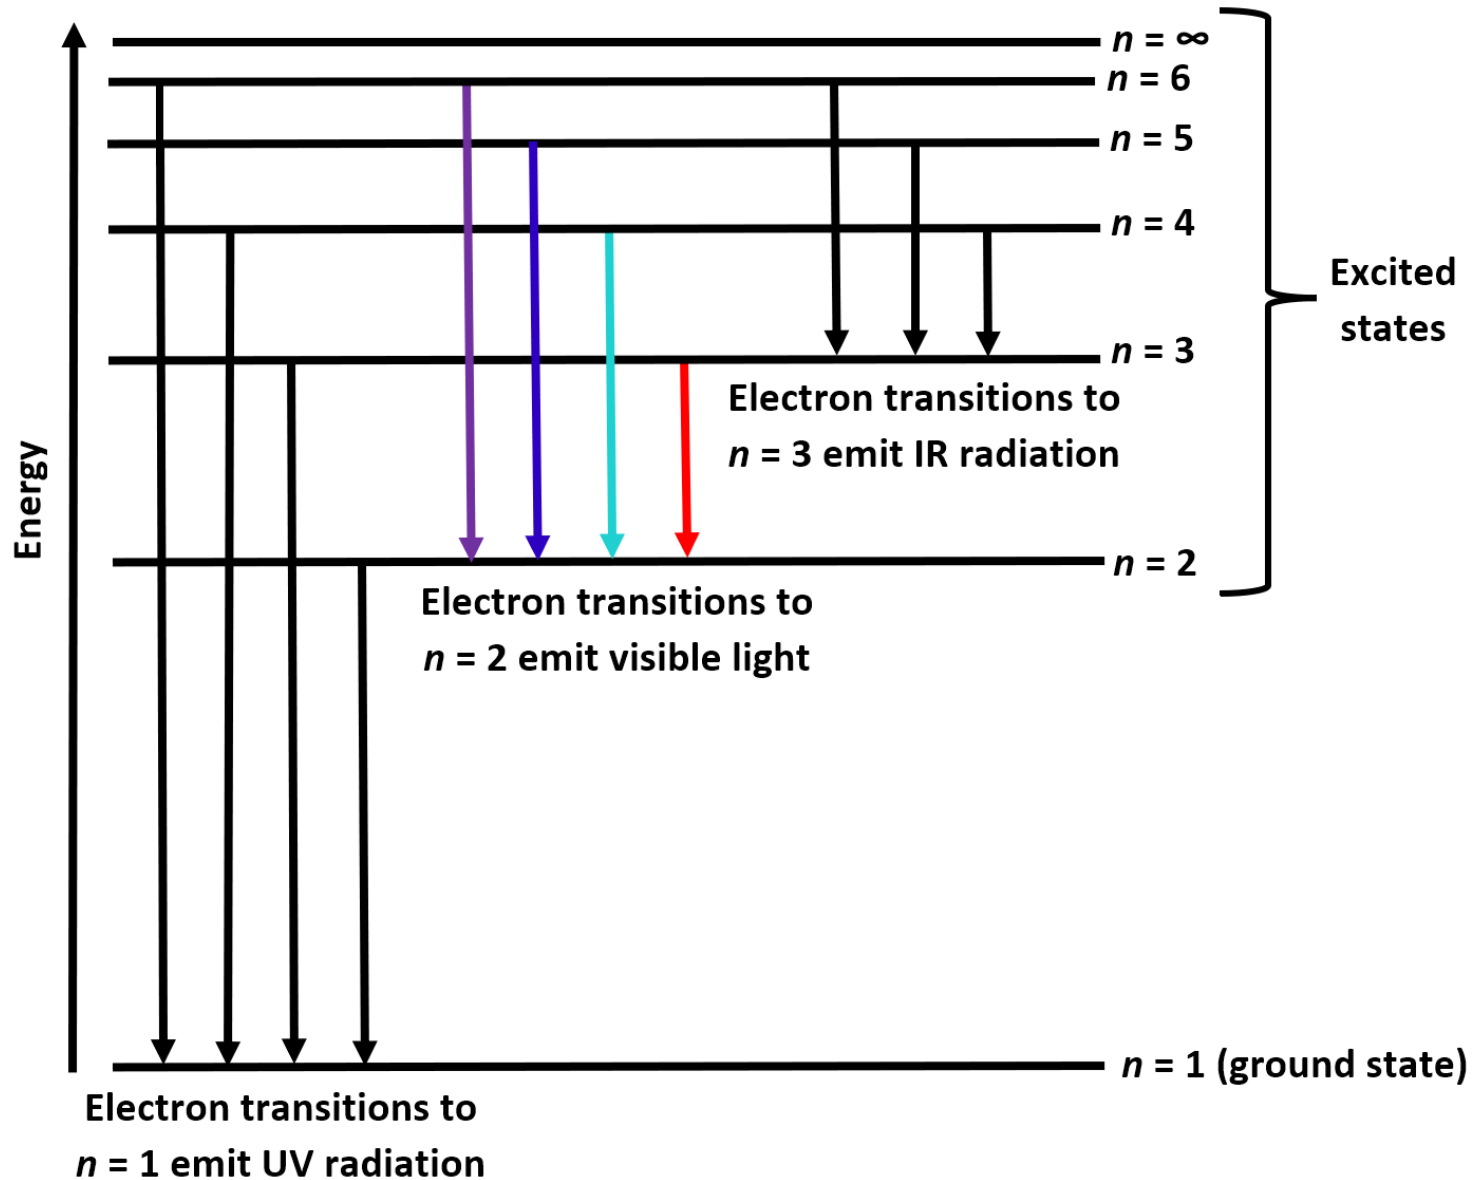 n = ∞
n = 6
n = 5
n = 4
Excited
states
n = 3
Electron transitions to
n = 3 emit IR radiation
Energy
n = 2
Electron transitions to
n = 2 emit visible light
n = 1 (ground state)
Electron transitions to
n = 1 emit UV radiation